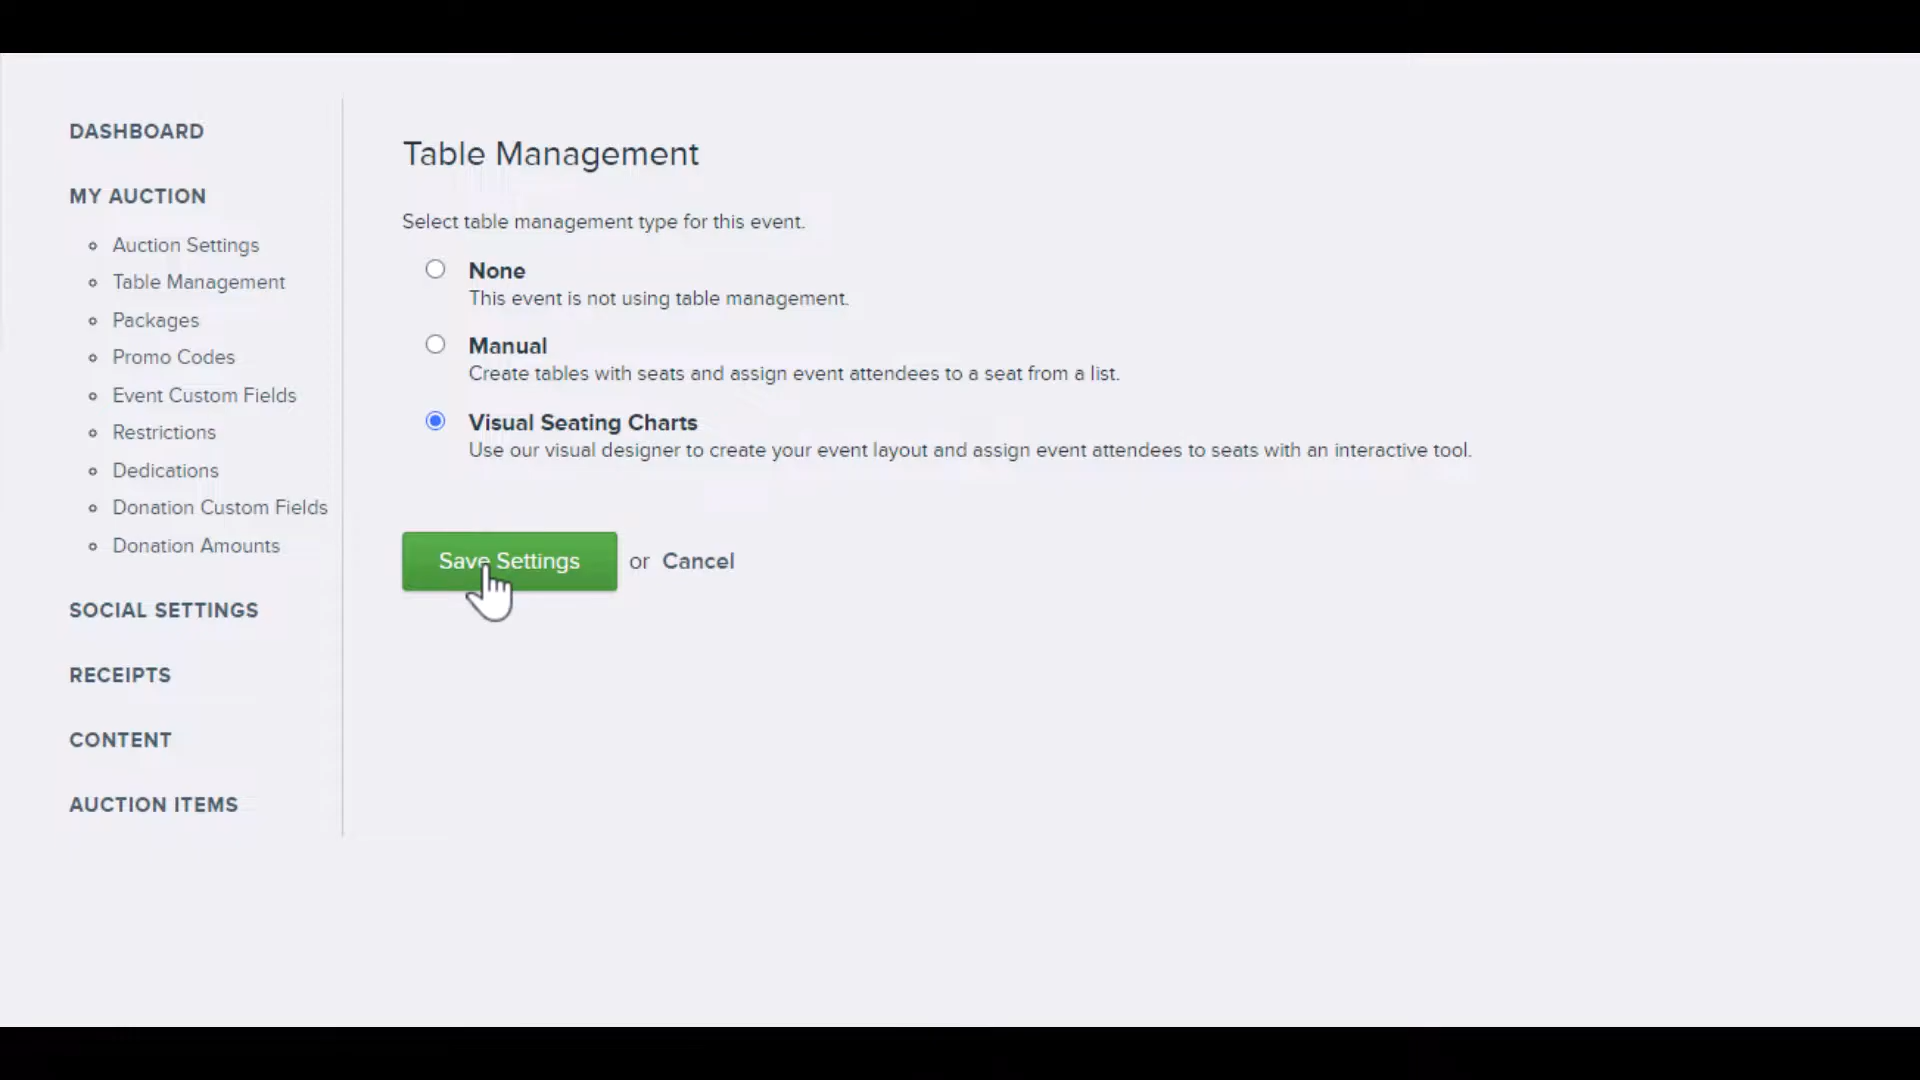 DASHBOARD
MY AUCTION
Auction Settings
Table Management
Packages
Promo Codes
Event Custom Fields
Restrictions
Dedications
Donation Custom Fields
Donation Amounts
SOCIAL SETTINGS
RECEIPTS
CONTENT
AUCTION ITEMS
Table Management
Select table management type for this event.
None
This event is not using table management.
Manual
Create tables with seats and assign event attendees to a seat from a list.
Visual Seating Charts
Use our visual designer to create your event layout and assign event attendees to seats with an interactive tool.
Save Settings or Cancel